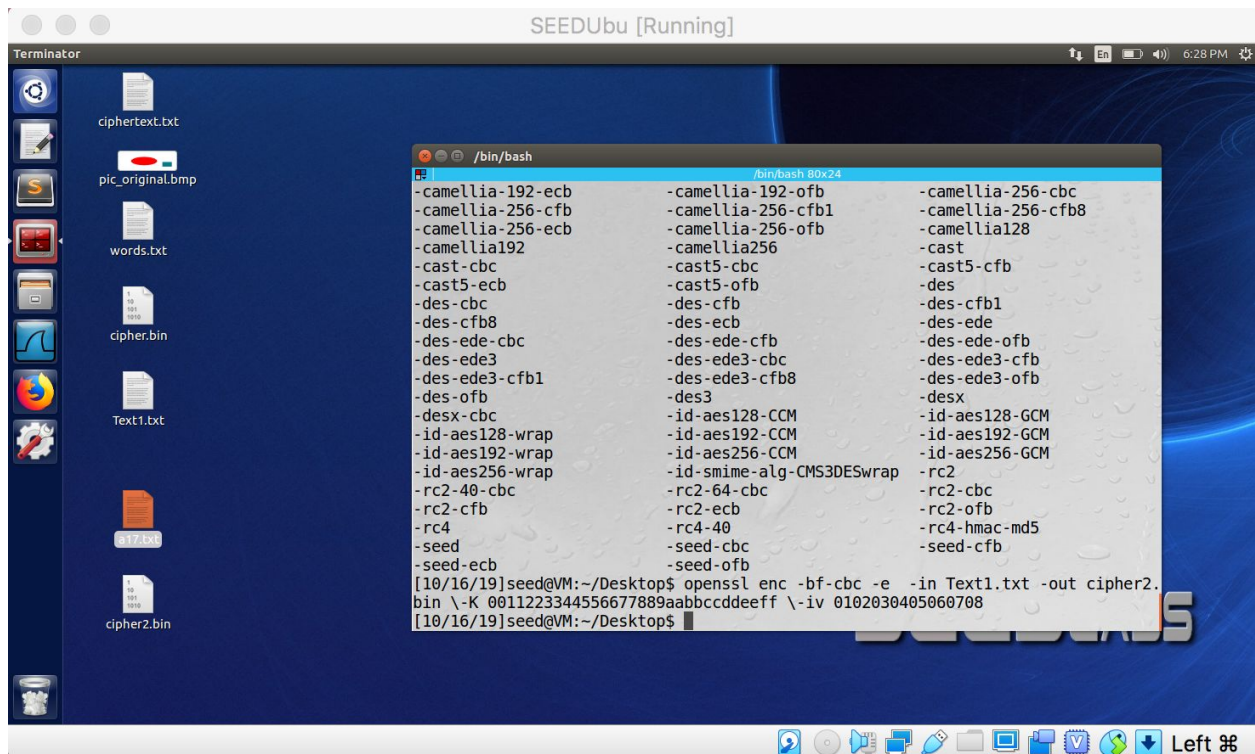 SEEDUbu [Running]
Terminator
En
6:28 PM
ciphertext.txt
pic_original.bmp
words.txt
cipher.bin
Text1.txt
a17.txt
cipher2.bin
/bin/bash
/bin/bash 80x24
-camellia-192-ecb -camellia-192-ofb -camellia-256-cbc
-camellia-256-cfb -camellia-256-cfb1 -camellia-256-cfb8
-camellia-256-ecb -camellia-256-ofb -camellia128
-camellia192 -camellia256 -cast
-cast-cbc -cast5-cbc -cast5-cfb
-cast5-ecb -cast5-ofb -des
-des-cbc -des-cfb -des-cfb1
-des-cfb8 -des-ecb -des-ede
-des-ede-cbc -des-ede-cfb -des-ede-ofb
-des-ede3 -des-ede3-cbc -des-ede3-cfb
-des-ede3-cfb1 -des-ede3-cfb8 -des-ede3-ofb
-des-ofb -des3 -desx
-desx-cbc -id-aes128-CCM -id-aes128-GCM
-id-aes128-wrap -id-aes192-CCM -id-aes192-GCM
-id-aes192-wrap -id-aes256-CCM -id-aes256-GCM
-id-aes256-wrap -id-smime-alg-CMS3DESwrap -rc2
-rc2-40-cbc -rc2-64-cbc -rc2-cbc
-rc2-cfb -rc2-ecb -rc2-ofb
-rc4 -rc4-40 -rc4-hmac-md5
-seed -seed-cbc -seed-cfb
-seed-ecb -seed-ofb
[10/16/19]seed@VM:~/Desktop$ openssl enc -bf-cbc -e  -in Text1.txt -out cipher2.
bin \-K 00112233445566778889aabbccddeeff \-iv 0102030405060708
[10/16/19]seed@VM:~/Desktop$
Left ⌘